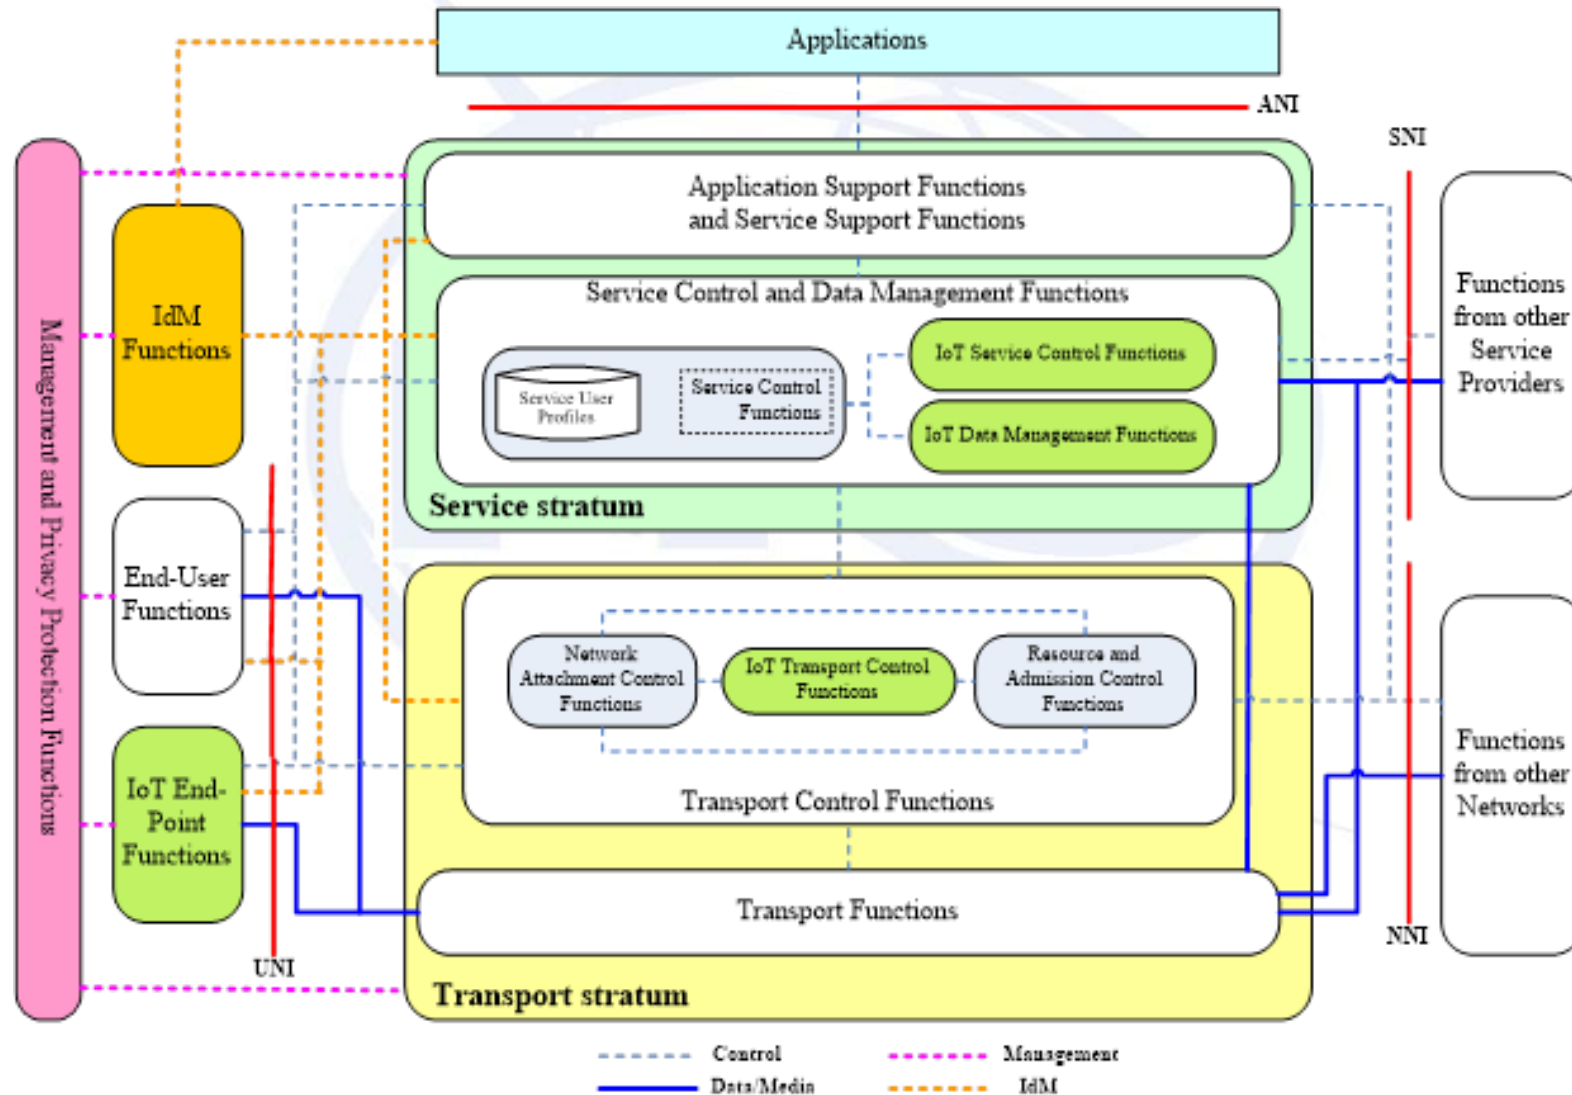 Applications
ANI
SNI
Application Support Functions
and Service Support Functions
Service Control and Data Management Functions
Functions
from other
Service
Providers
IdM
Functions
Management and Privacy Protection Functions
IoT Service Control Functions
Service User
Profiles
Service Control
Functions
IoT Data Management Functions
Service stratum
End-User
Functions
Network
Attachment Control
Functions
IoT Transport Control
Functions
Resource and
Admission Control
Functions
Functions
from other
Networks
IoT End-
Point
Functions
Transport Control Functions
Transport Functions
NNI
UNI
Transport stratum
Control
Management
Data/Media
IdM